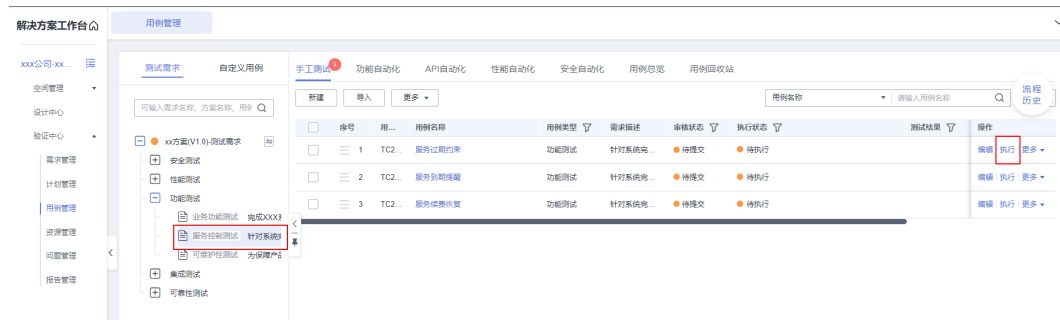 解决方案工作台
用例管理
xxx公司-xx...
空间管理
设计中心
验证中心
需求管理
计划管理
用例管理
资源管理
问题管理
报告管理
测试需求 自定义用例
可输入需求名称、方案名称、用例
xx方案(V1.0)-测试需求
安全测试
性能测试
功能测试
业务功能测试 完成XXX系
服务控制测试 针对系统完
可维护性测试 为保障产品
集成测试
可靠性测试
手工测试 3 功能自动化 API自动化 性能自动化 安全自动化 用例总览 用例回收站
新建 导入 更多 用例名称 请输入用例名称
流程
历史
序号 用... 用例名称 用例类型 需求描述 审核状态 执行状态 测试结果 操作
1 TC2... 服务过期约束 功能测试 针对系统完... 待提交 待执行 编辑 执行 更多
2 TC2... 服务到期提醒 功能测试 针对系统完... 待提交 待执行 编辑 执行 更多
3 TC2... 服务续费恢复 功能测试 针对系统完... 待提交 待执行 编辑 执行 更多